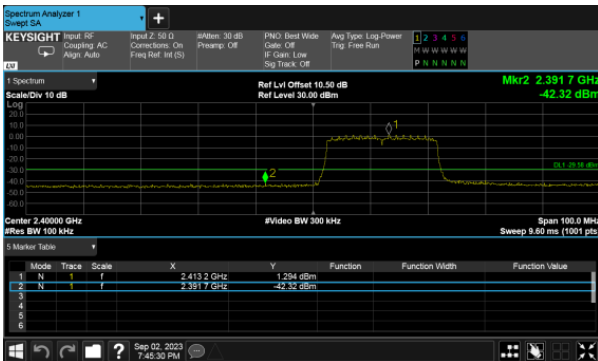 Spectrum Analyzer 1
Swept SA
+
KEYSIGHT Input: RF Input Z: 50 Ω #Atten: 30 dB PNO: Best Wide Avg Type: Log-Power 1 2 3 4 5 6
Coupling: AC Corrections: On Preamp: Off Gate: Off Trig: Free Run M W W W W W
Align: Auto Freq Ref: Int (S) IF Gain: Low P N N N N N
Sig Track: Off
LXI
1 Spectrum Ref Lvl Offset 10.50 dB Mkr2 2.391 7 GHz
Scale/Div 10 dB Ref Level 30.00 dBm -42.32 dBm
Log
20.0
10.0
0.00
-10.0
-20.0
-30.0
-40.0
-50.0
-60.0
1
2
DL1 -29.56 dBm
Center 2.40000 GHz #Video BW 300 kHz Span 100.0 MHz
#Res BW 100 kHz Sweep 9.60 ms (1001 pts)
5 Marker Table
Mode Trace Scale X Y Function Function Width Function Value
1 N 1 f 2.413 2 GHz 1.294 dBm
2 N 1 f 2.391 7 GHz -42.32 dBm
3
4
5
6
? Sep 02, 2023
7:45:30 PM